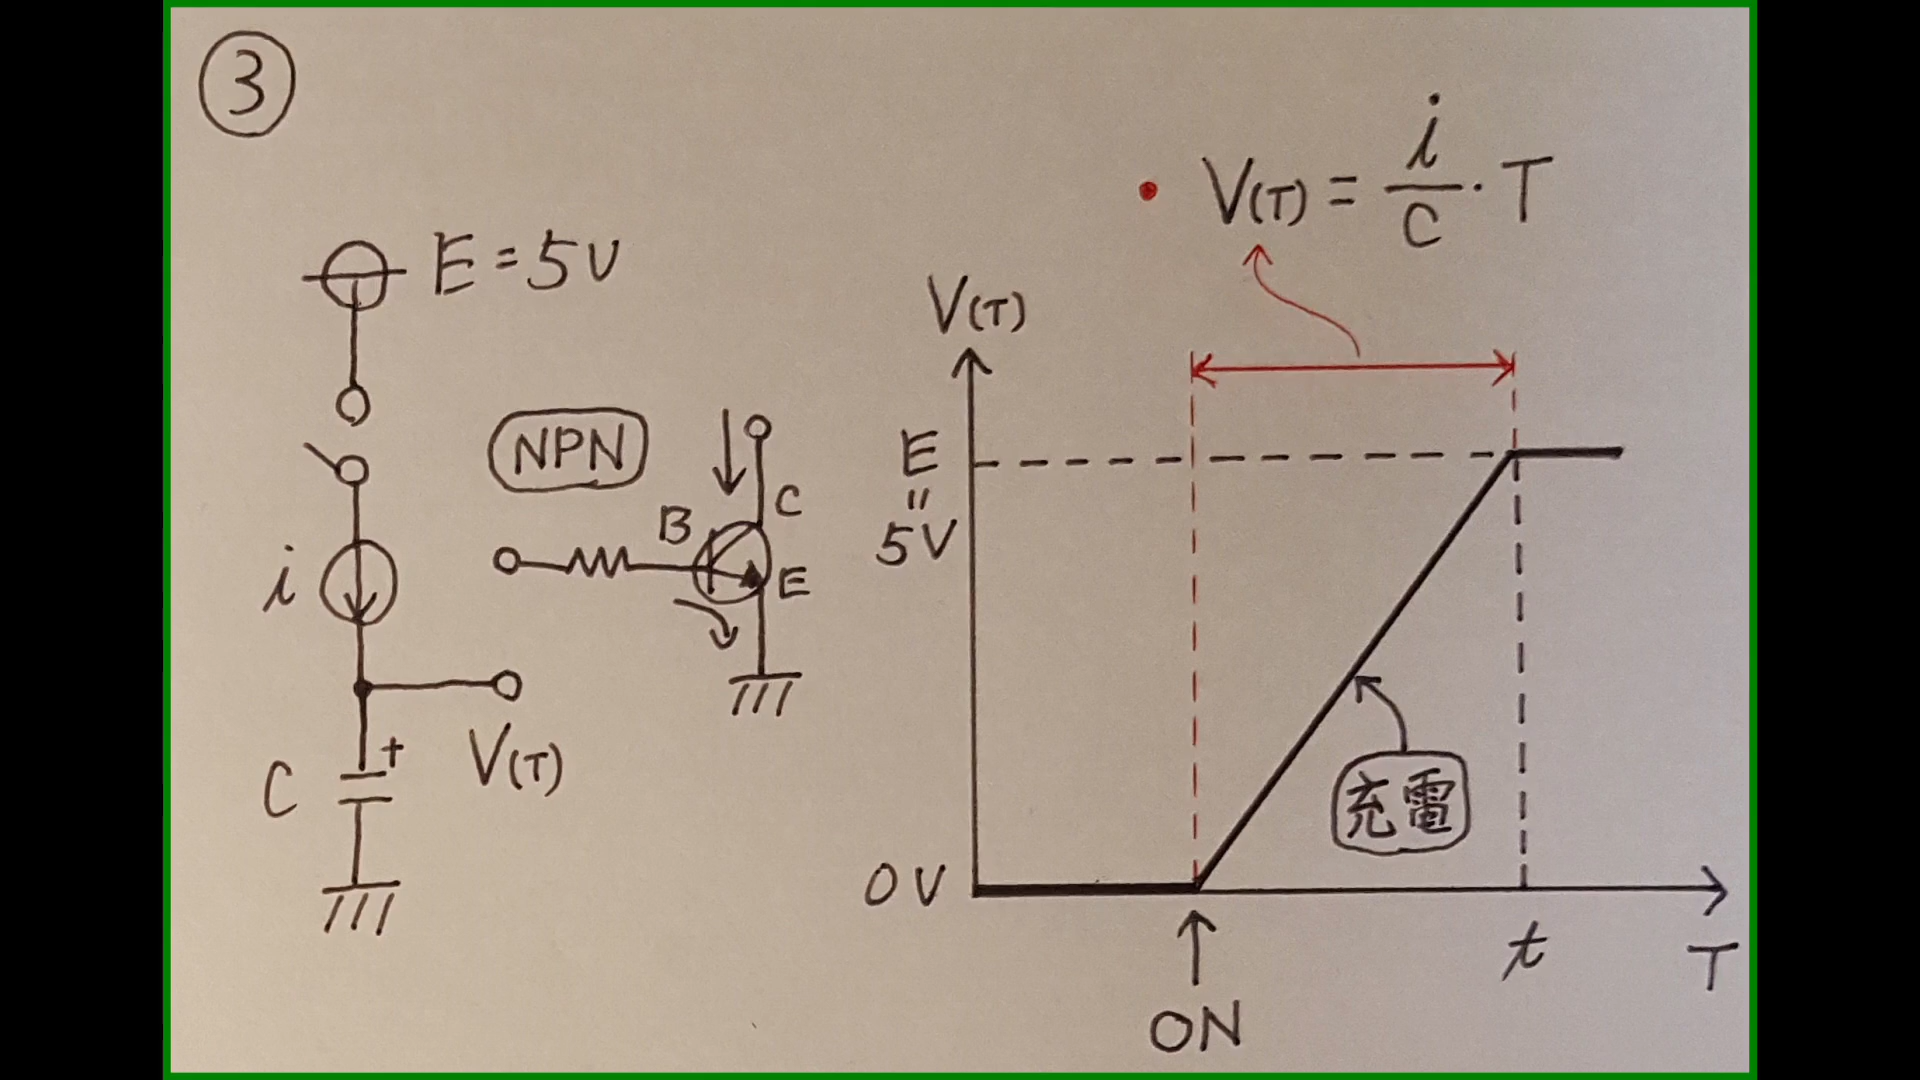 ③
• V(T) = i/c · T
E = 5V
V(T)
NPN
E
=
5V
B
C
E
i
充電
V(T)
C
0V
t
T
ON